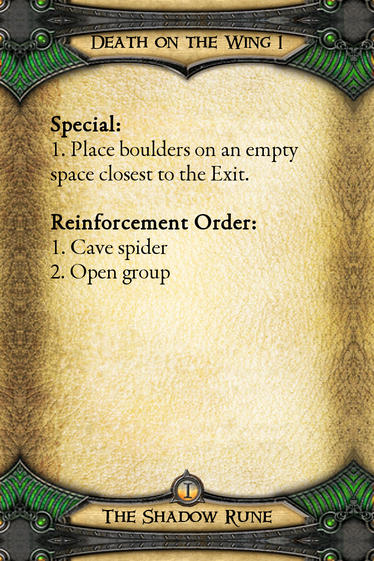 Death on the Wing I
Special:
1. Place boulders on an empty
space closest to the Exit.
Reinforcement Order:
1. Cave spider
2. Open group
I
The Shadow Rune